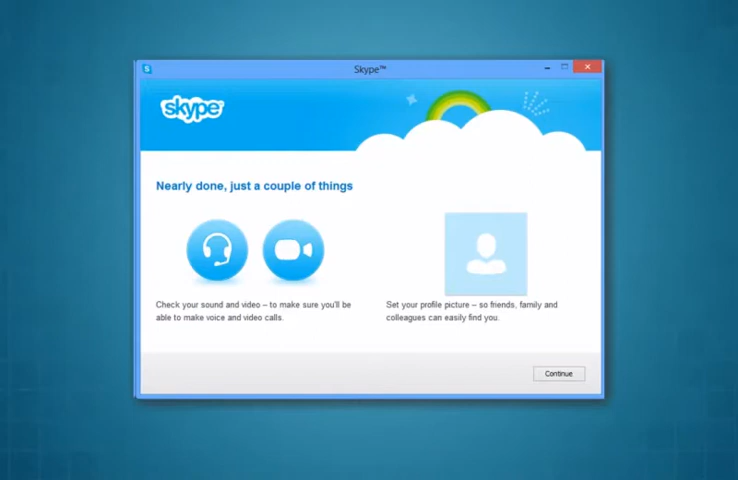 Skype™
skype™
Nearly done, just a couple of things
Check your sound and video – to make sure you'll be
able to make voice and video calls.
Set your profile picture – so friends, family and
colleagues can easily find you.
Continue